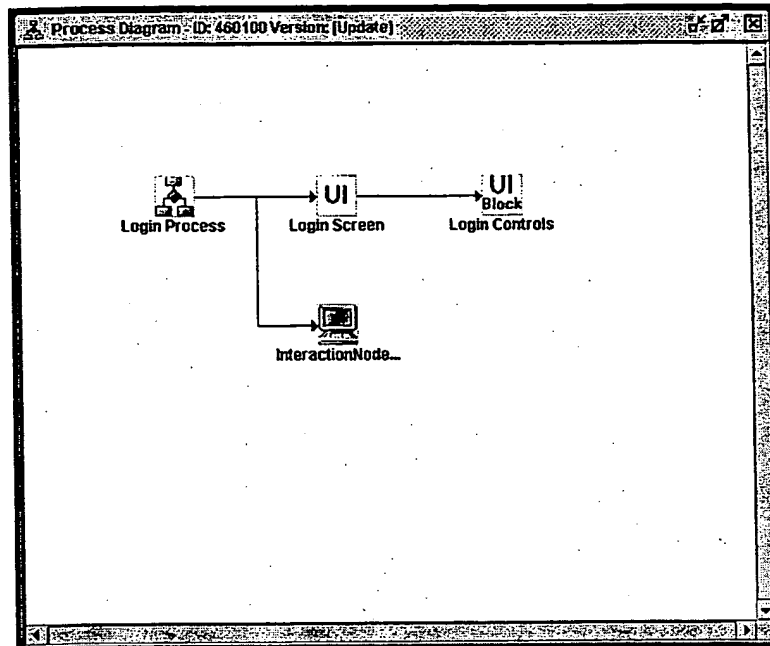 Process Diagram - ID: 460100 Version: [Update]
UI
UI
Block
Login Process
Login Screen
Login Controls
InteractionNode...